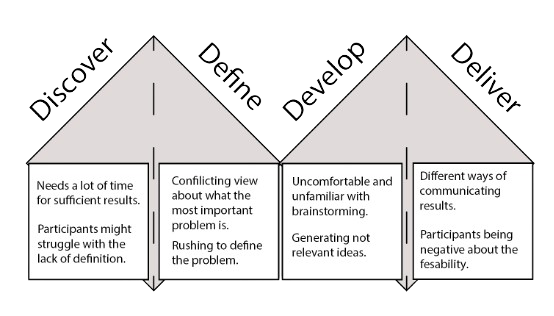 Discover
Define
Develop
Deliver
Needs a lot of time
for sufficient results.
Participants might
struggle with the
lack of definition.
Confilicting view
about what the
most important
problem is.
Rushing to define
the problem.
Uncomfortable and
unfamiliar with
brainstorming.
Generating not
relevant ideas.
Different ways of
communicating
results.
Participants being
negative about the
fesability.